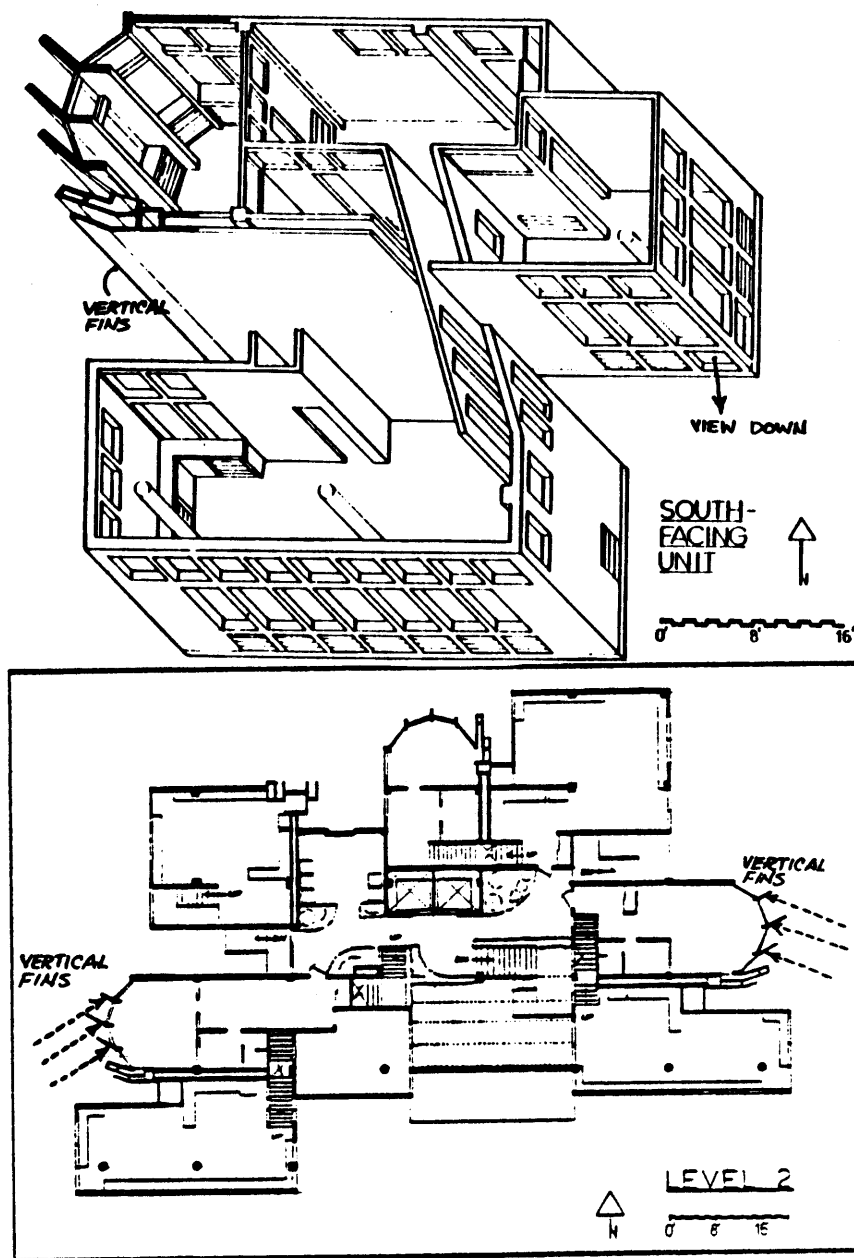 VERTICAL
FINS
VIEW DOWN
SOUTH-
FACING
UNIT
N
0' 8' 16'
VERTICAL
FINS
VERTICAL
FINS
LEVEL 2
N
0' 8' 16'